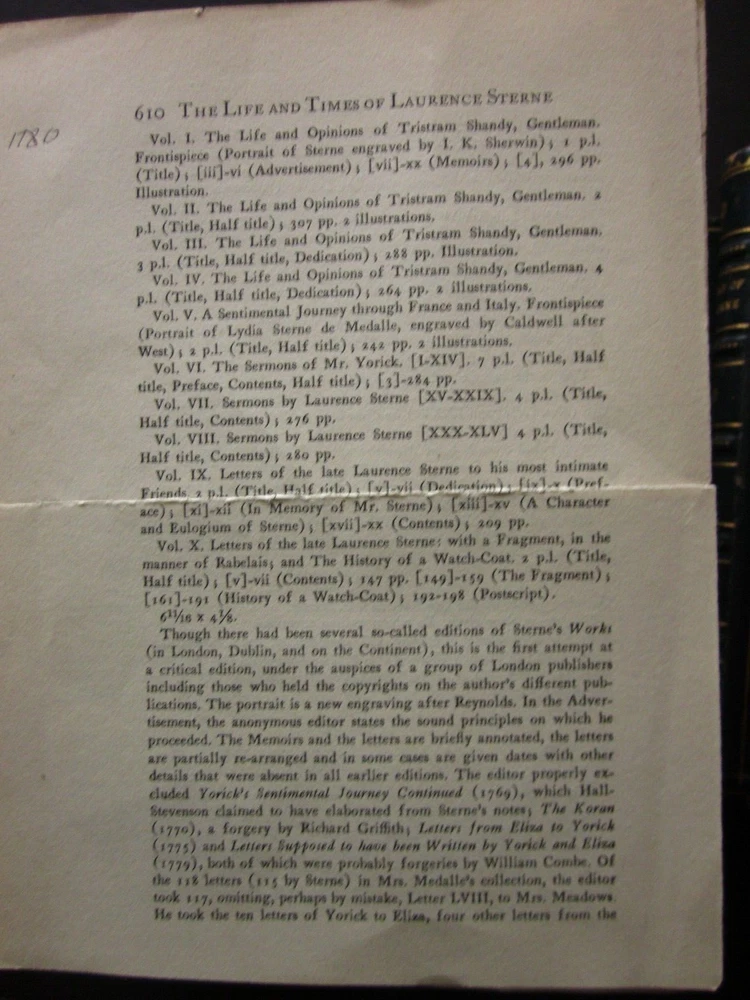 610 THE LIFE AND TIMES OF LAURENCE STERNE
1780
Vol. I. The Life and Opinions of Tristram Shandy, Gentleman.
Frontispiece (Portrait of Sterne engraved by I. K. Sherwin); 1 p.l.
(Title); [iii]-vi (Advertisement); [vii]-xx (Memoirs); [4], 296 pp.
Illustration.
Vol. II. The Life and Opinions of Tristram Shandy, Gentleman. 2
p.l. (Title, Half title); 307 pp. 2 illustrations.
Vol. III. The Life and Opinions of Tristram Shandy, Gentleman.
3 p.l. (Title, Half title, Dedication); 288 pp. Illustration.
Vol. IV. The Life and Opinions of Tristram Shandy, Gentleman. 4
p.l. (Title, Half title, Dedication); 264 pp. 2 illustrations.
Vol. V. A Sentimental Journey through France and Italy. Frontispiece
(Portrait of Lydia Sterne de Medalle, engraved by Caldwell after
West); 2 p.l. (Title, Half title); 242 pp. 2 illustrations.
Vol. VI. The Sermons of Mr. Yorick. [I-XIV]. 7 p.l. (Title, Half
title, Preface, Contents, Half title); [3]-284 pp.
Vol. VII. Sermons by Laurence Sterne [XV-XXIX]. 4 p.l. (Title,
Half title, Contents); 276 pp.
Vol. VIII. Sermons by Laurence Sterne [XXX-XLV] 4 p.l. (Title,
Half title, Contents); 280 pp.
Vol. IX. Letters of the late Laurence Sterne to his most intimate
Friends. 2 p.l. (Title, Half title); [v]-vii (Dedication); [ix]-x (Pref-
ace); [xi]-xii (In Memory of Mr. Sterne); [xiii]-xv (A Character
and Eulogium of Sterne); [xvii]-xx (Contents); 209 pp.
Vol. X. Letters of the late Laurence Sterne: with a Fragment, in the
manner of Rabelais; and The History of a Watch-Coat. 2 p.l. (Title,
Half title); [v]-vii (Contents); 147 pp. [149]-159 (The Fragment);
[161]-191 (History of a Watch-Coat); 192-198 (Postscript).
6¹¹⁄₁₆ x 4⅛.
Though there had been several so-called editions of Sterne's Works
(in London, Dublin, and on the Continent), this is the first attempt at
a critical edition, under the auspices of a group of London publishers
including those who held the copyrights on the author's different pub-
lications. The portrait is a new engraving after Reynolds. In the Adver-
tisement, the anonymous editor states the sound principles on which he
proceeded. The Memoirs and the letters are briefly annotated, the letters
are partially re-arranged and in some cases are given dates with other
details that were absent in all earlier editions. The editor properly ex-
cluded Yorick's Sentimental Journey Continued (1769), which Hall-
Stevenson claimed to have elaborated from Sterne's notes; The Koran
(1770), a forgery by Richard Griffith; Letters from Eliza to Yorick
(1775) and Letters Supposed to have been Written by Yorick and Eliza
(1779), both of which were probably forgeries by William Combe. Of
the 118 letters (115 by Sterne) in Mrs. Medalle's collection, the editor
took 117, omitting, perhaps by mistake, Letter LVIII, to Mrs. Meadows.
He took the ten letters of Yorick to Eliza, four other letters from the